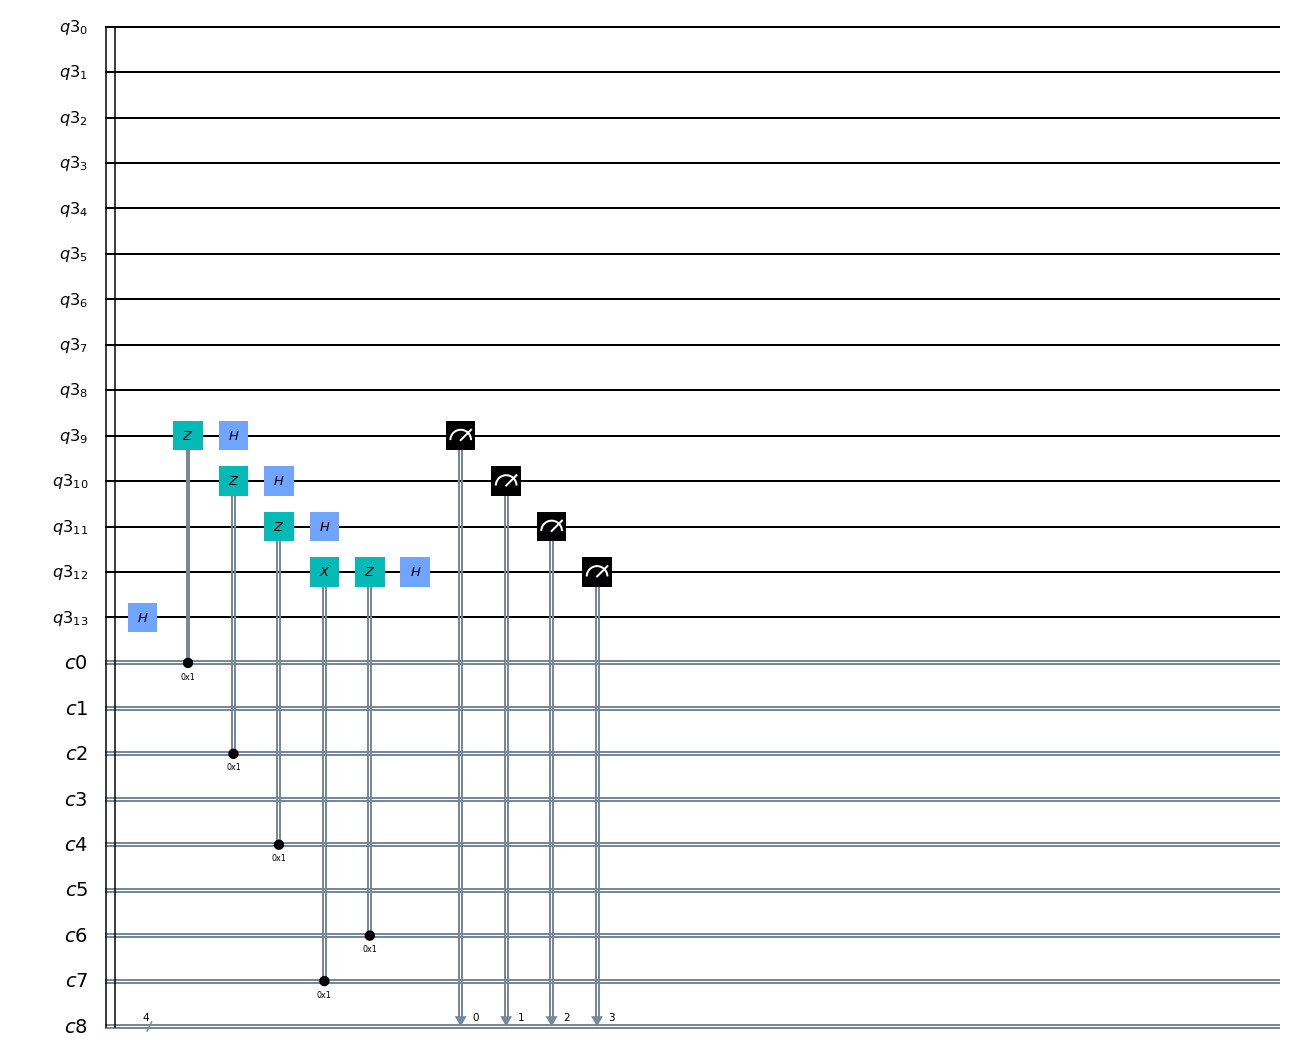 q3₀
q3₁
q3₂
q3₃
q3₄
q3₅
q3₆
q3₇
q3₈
q3₉ Z H
q3₁₀ Z H
q3₁₁ Z H
q3₁₂ X Z H
q3₁₃ H
c0
0x1
c1
c2
0x1
c3
c4
0x1
c5
c6
0x1
c7
0x1
c8 4 0 1 2 3